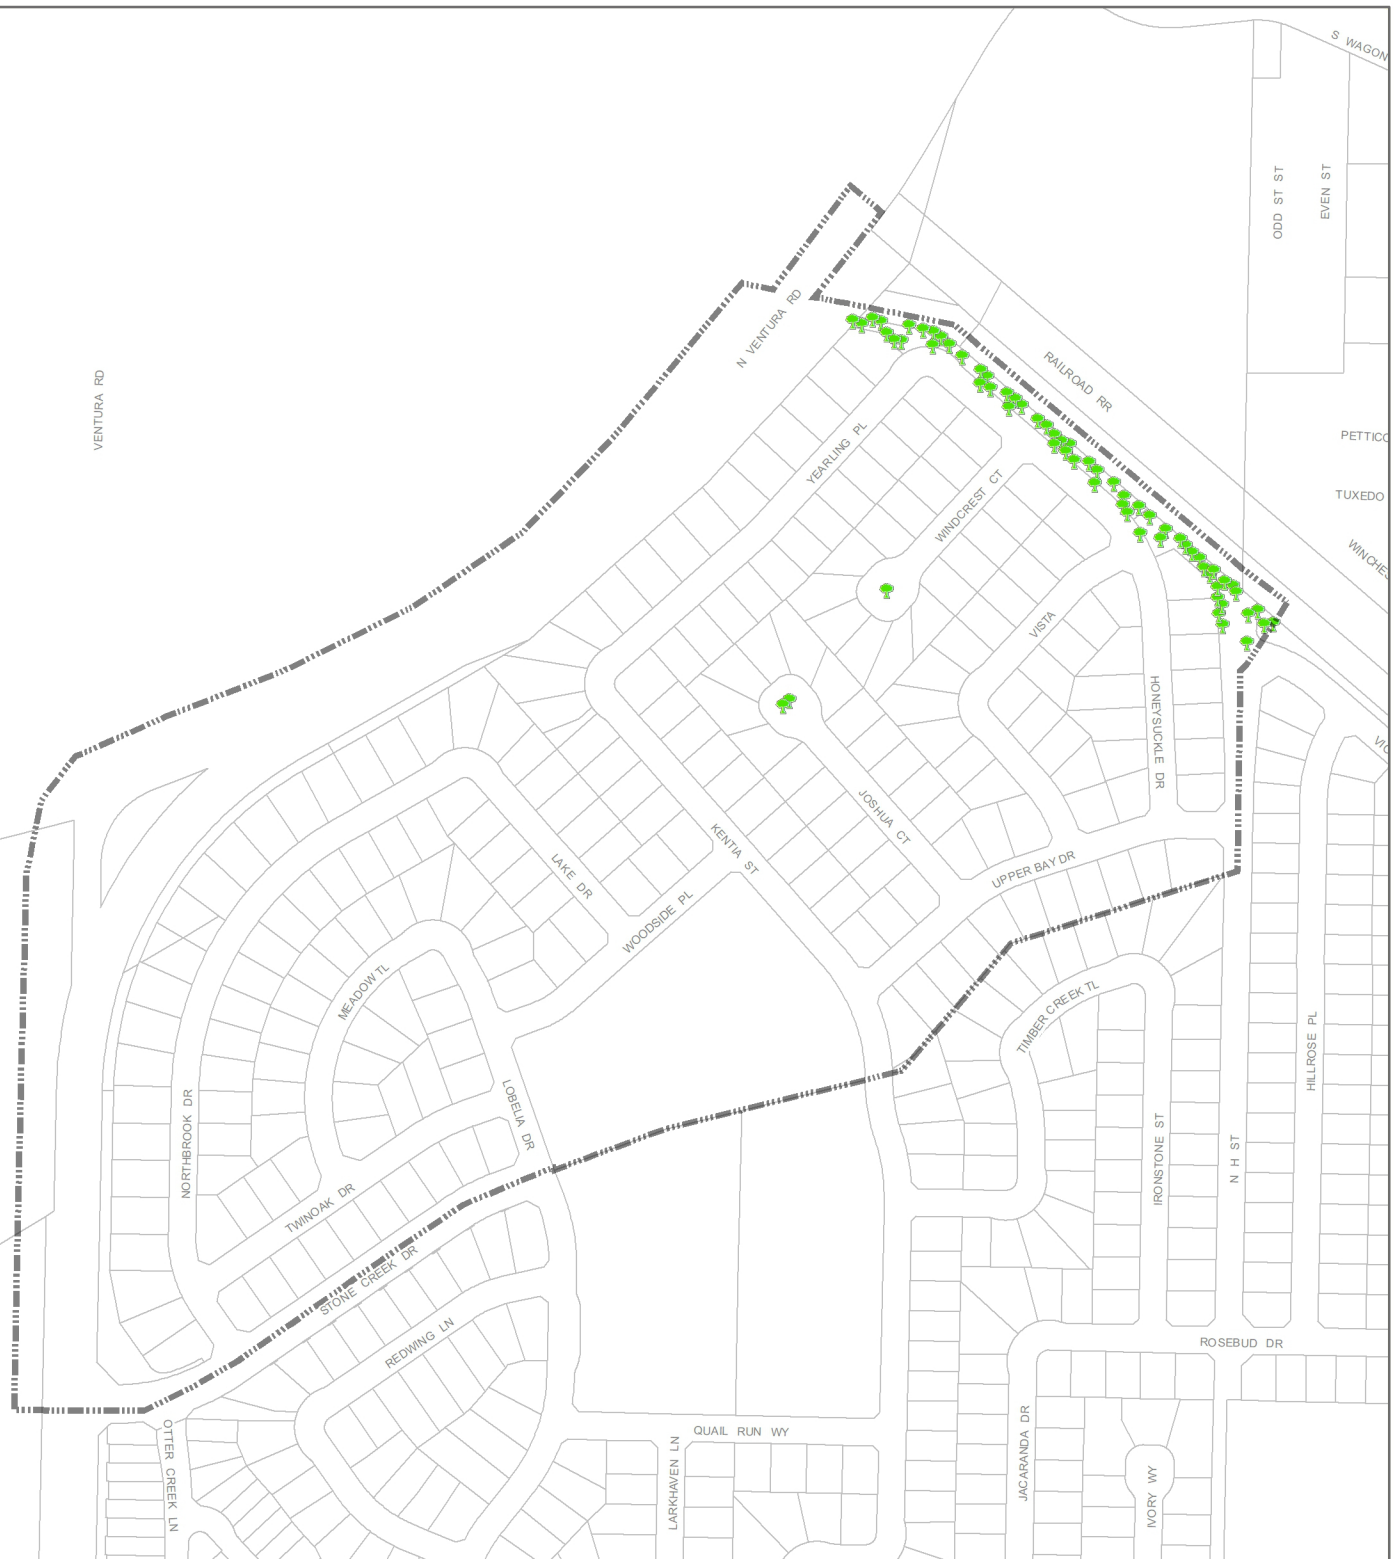 S WAGON
ODD ST ST
EVEN ST
N VENTURA RD
RAILROAD RR
VENTURA RD
PETTICO
YEARLING PL
TUXEDO
WINDCREST CT
WINCHES
VISTA
HONEYSUCKLE DR
VIC
JOSHUA CT
KENTIA ST
LAKE DR
UPPER BAY DR
WOODSIDE PL
MEADOW TL
TIMBER CREEK TL
HILLROSE PL
LOBELIA DR
NORTHBROOK DR
IRONSTONE ST
N H ST
TWINOAK DR
STONE CREEK DR
REDWING LN
ROSEBUD DR
QUAIL RUN WY
OTTER CREEK LN
LARKHAVEN LN
JACARANDA DR
IVORY WY